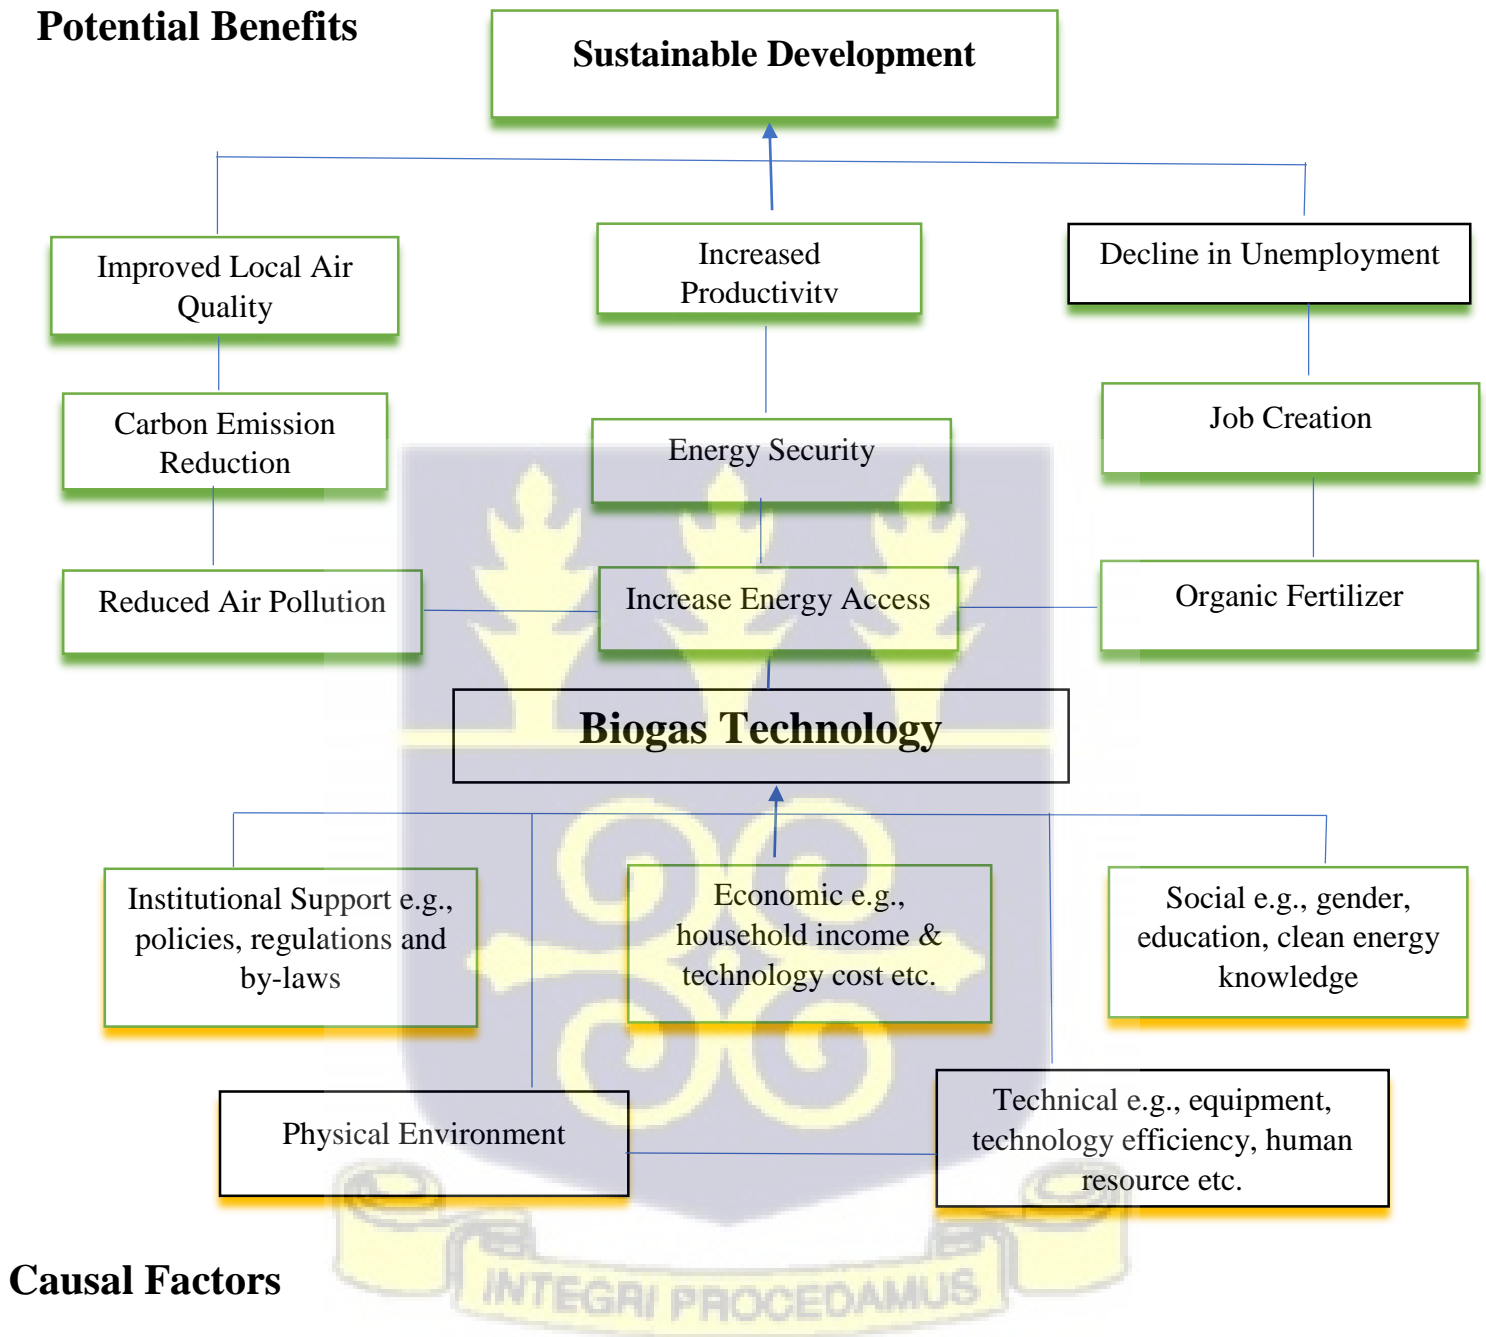 Potential Benefits
Sustainable Development
Improved Local Air
Quality
Increased
Productivity
Decline in Unemployment
Carbon Emission
Reduction
Energy Security
Job Creation
Reduced Air Pollution
Increase Energy Access
Organic Fertilizer
Biogas Technology
Institutional Support e.g.,
policies, regulations and
by-laws
Economic e.g.,
household income &
technology cost etc.
Social e.g., gender,
education, clean energy
knowledge
Physical Environment
Technical e.g., equipment,
technology efficiency, human
resource etc.
Causal Factors
INTEGRI PROCEDAMUS